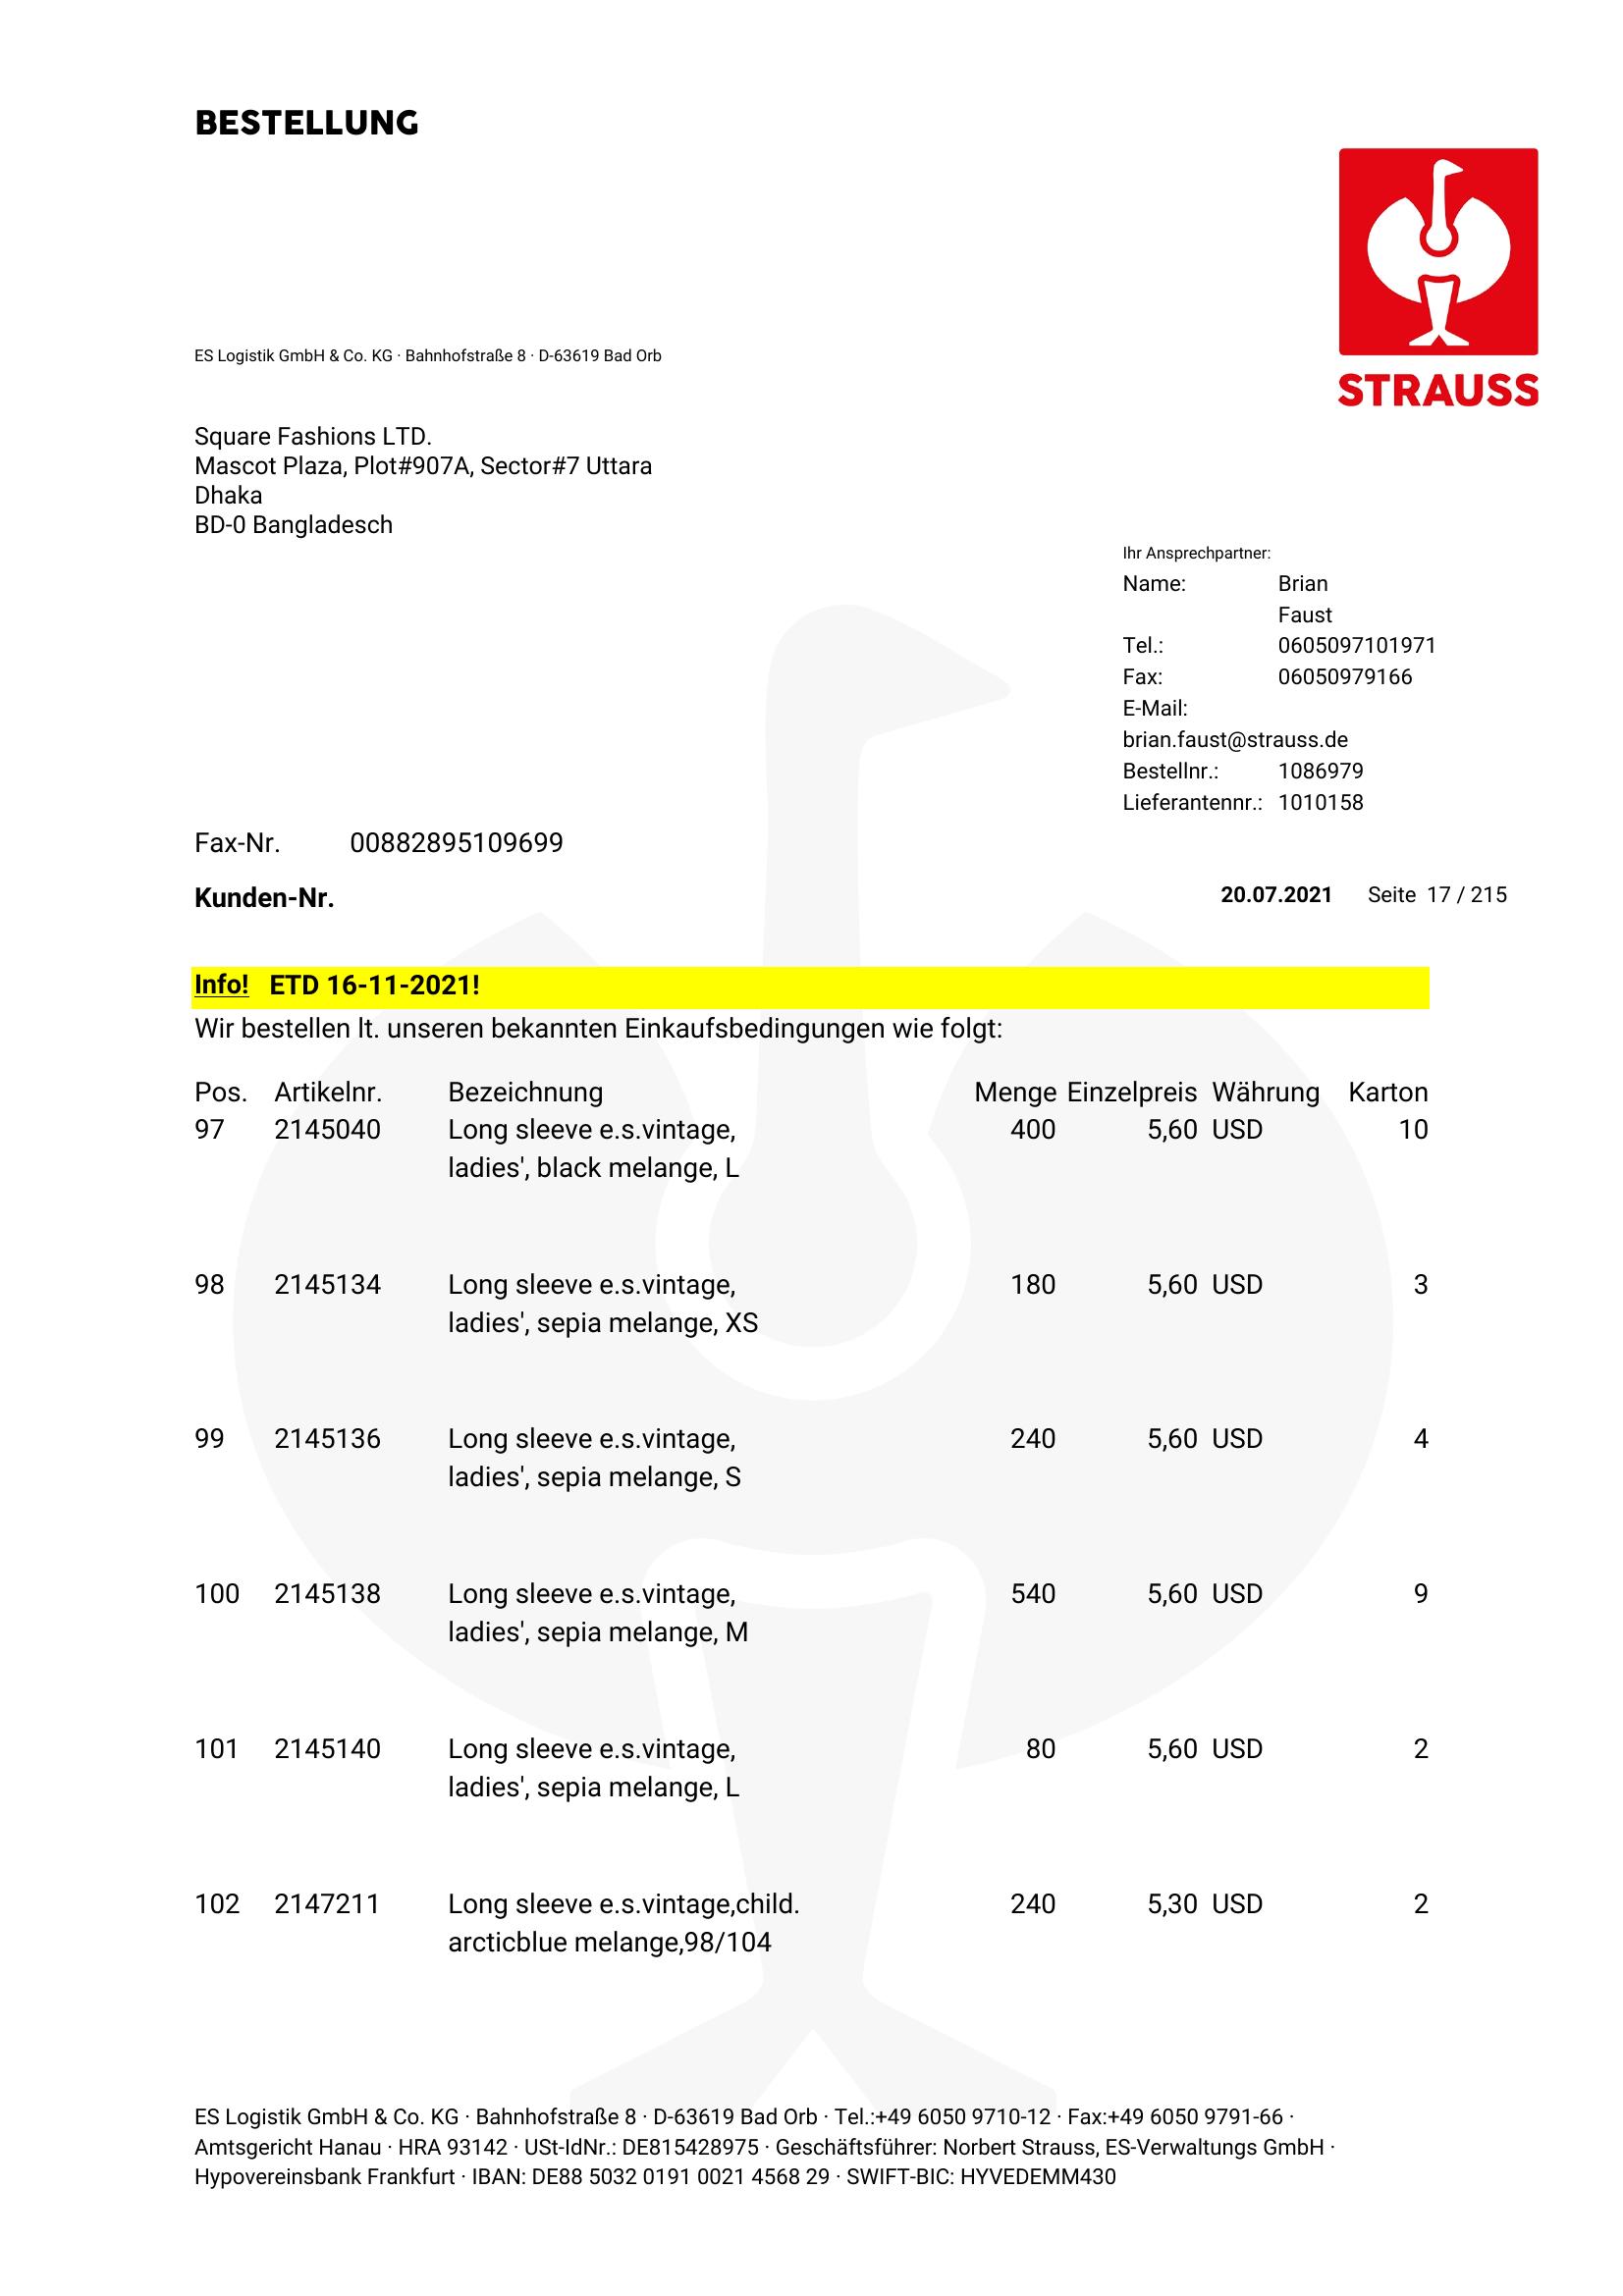 BESTELLUNG
STRAUSS
ES Logistik GmbH & Co. KG · Bahnhofstraße 8 · D-63619 Bad Orb
Square Fashions LTD.
Mascot Plaza, Plot#907A, Sector#7 Uttara
Dhaka
BD-0 Bangladesch
Ihr Ansprechpartner:
Name: Brian
Faust
Tel.: 0605097101971
Fax: 06050979166
E-Mail:
brian.faust@strauss.de
Bestellnr.: 1086979
Lieferantennr.: 1010158
Fax-Nr. 00882895109699
Kunden-Nr. 20.07.2021 Seite 17 / 215
Info! ETD 16-11-2021!
Wir bestellen lt. unseren bekannten Einkaufsbedingungen wie folgt:
Pos. Artikelnr. Bezeichnung Menge Einzelpreis Währung Karton
97 2145040 Long sleeve e.s.vintage, 400 5,60 USD 10
ladies', black melange, L
98 2145134 Long sleeve e.s.vintage, 180 5,60 USD 3
ladies', sepia melange, XS
99 2145136 Long sleeve e.s.vintage, 240 5,60 USD 4
ladies', sepia melange, S
100 2145138 Long sleeve e.s.vintage, 540 5,60 USD 9
ladies', sepia melange, M
101 2145140 Long sleeve e.s.vintage, 80 5,60 USD 2
ladies', sepia melange, L
102 2147211 Long sleeve e.s.vintage,child. 240 5,30 USD 2
arcticblue melange,98/104
ES Logistik GmbH & Co. KG · Bahnhofstraße 8 · D-63619 Bad Orb · Tel.:+49 6050 9710-12 · Fax:+49 6050 9791-66 ·
Amtsgericht Hanau · HRA 93142 · USt-IdNr.: DE815428975 · Geschäftsführer: Norbert Strauss, ES-Verwaltungs GmbH ·
Hypovereinsbank Frankfurt · IBAN: DE88 5032 0191 0021 4568 29 · SWIFT-BIC: HYVEDEMM430